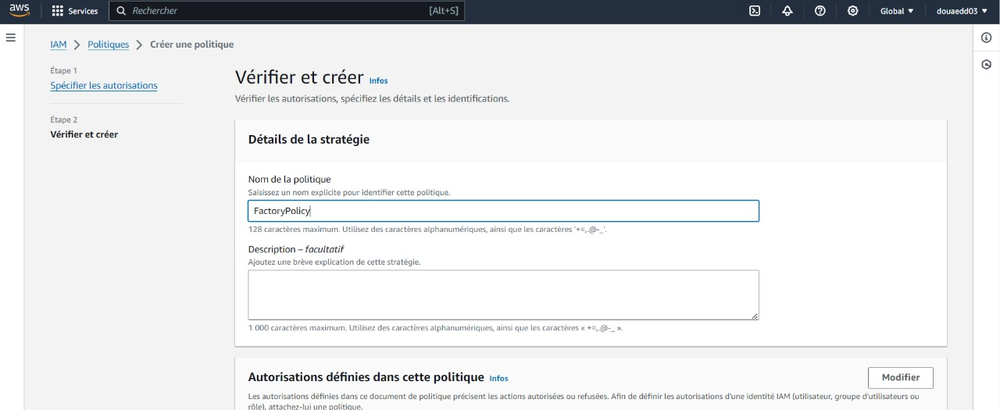 aws
Services
Rechercher
[Alt+S]
Global
douaedd03
IAM
Politiques
Créer une politique
Étape 1
Spécifier les autorisations
Étape 2
Vérifier et créer
Vérifier et créer Infos
Vérifier les autorisations, spécifiez les détails et les identifications.
Détails de la stratégie
Nom de la politique
Saisissez un nom explicite pour identifier cette politique.
FactoryPolicy
128 caractères maximum. Utilisez des caractères alphanumériques, ainsi que les caractères '+=,.@-_'.
Description – facultatif
Ajoutez une brève explication de cette stratégie.
1 000 caractères maximum. Utilisez des caractères alphanumériques, ainsi que les caractères « +=,.@-_ ».
Autorisations définies dans cette politique Infos
Modifier
Les autorisations définies dans ce document de politique précisent les actions autorisées ou refusées. Afin de définir les autorisations d'une identité IAM (utilisateur, groupe d'utilisateurs ou
rôle), attachez-lui une politique.